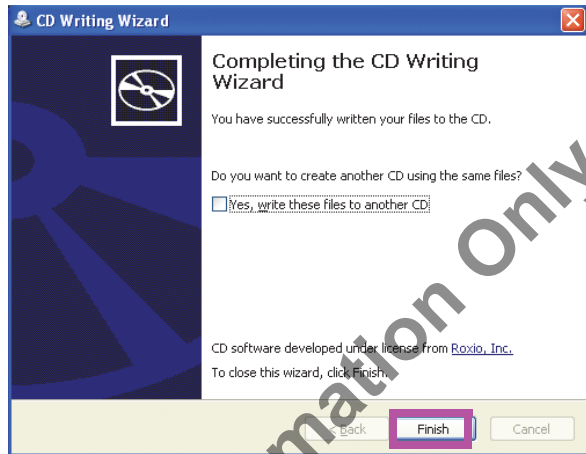 CD Writing Wizard
Completing the CD Writing
Wizard
You have successfully written your files to the CD.
Do you want to create another CD using the same files?
Yes, write these files to another CD
CD software developed under license from Roxio, Inc.
To close this wizard, click Finish.
< Back Finish Cancel
mation Only